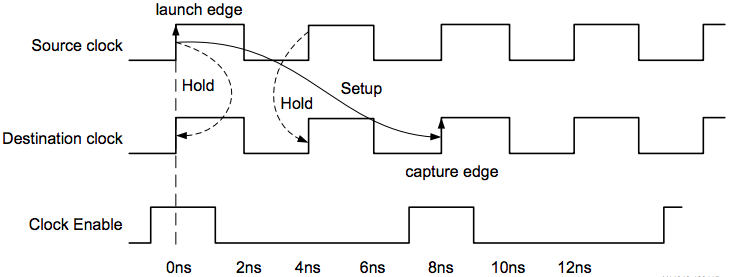 launch edge
Source clock
Hold
Hold
Setup
Destination clock
capture edge
Clock Enable
0ns 2ns 4ns 6ns 8ns 10ns 12ns